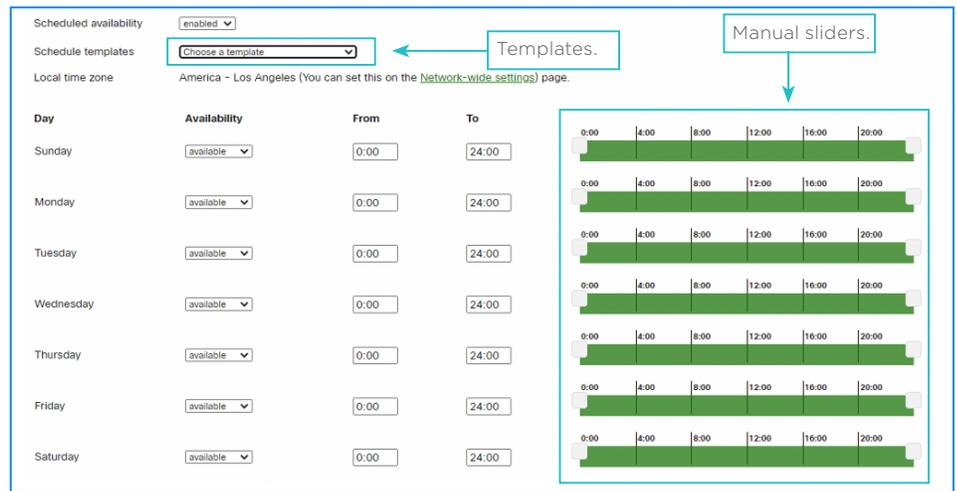 Scheduled availability enabled
Schedule templates Choose a template
Templates.
Manual sliders.
Local time zone America - Los Angeles (You can set this on the Network-wide settings) page.
Day Availability From To
0:00 4:00 8:00 12:00 16:00 20:00
Sunday available 0:00 24:00
0:00 4:00 8:00 12:00 16:00 20:00
Monday available 0:00 24:00
0:00 4:00 8:00 12:00 16:00 20:00
Tuesday available 0:00 24:00
0:00 4:00 8:00 12:00 16:00 20:00
Wednesday available 0:00 24:00
0:00 4:00 8:00 12:00 16:00 20:00
Thursday available 0:00 24:00
0:00 4:00 8:00 12:00 16:00 20:00
Friday available 0:00 24:00
0:00 4:00 8:00 12:00 16:00 20:00
Saturday available 0:00 24:00